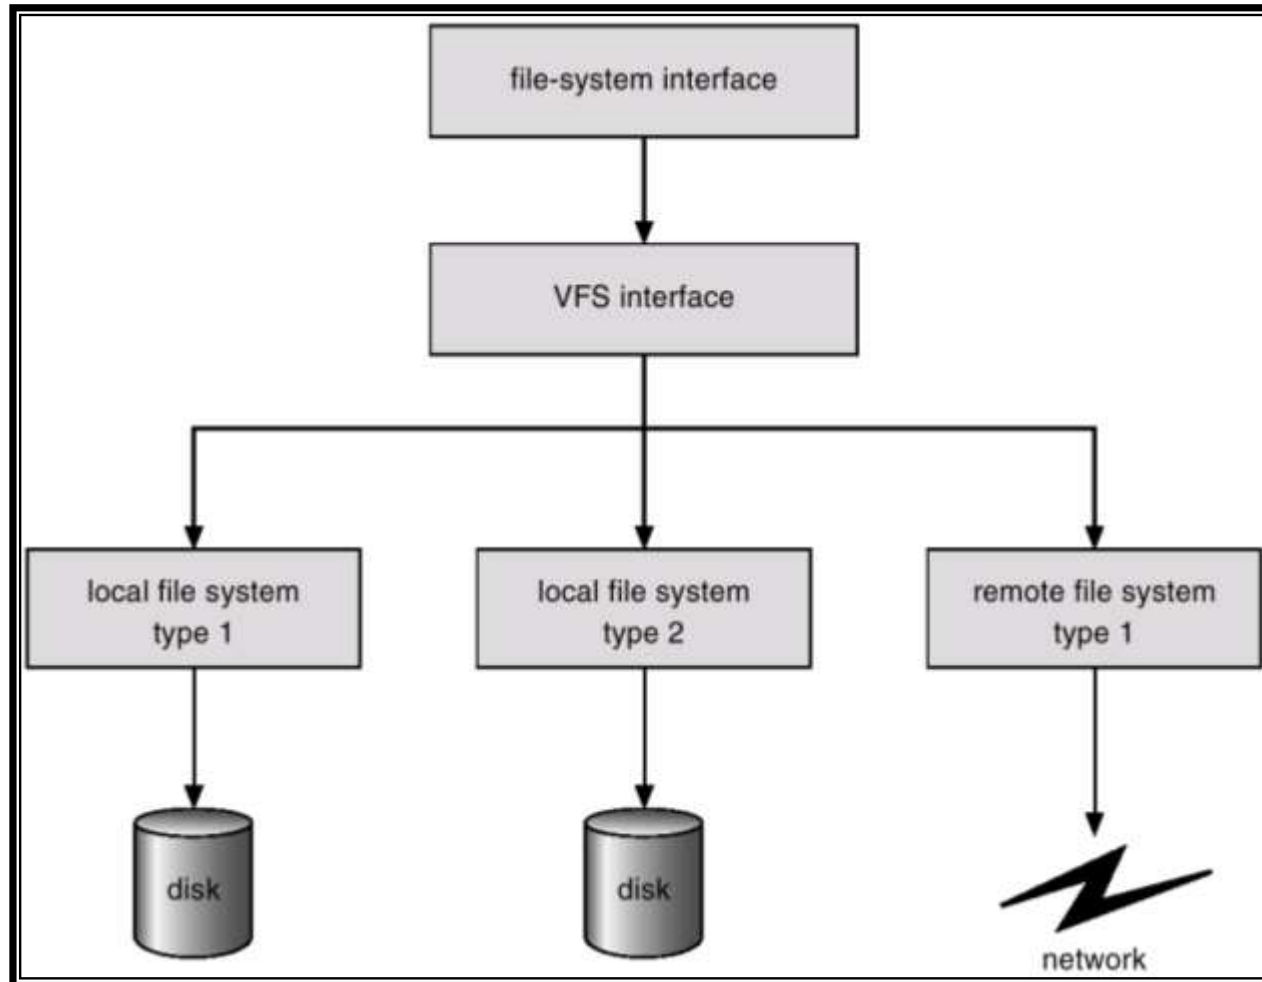 file-system interface
VFS interface
local file system
type 1
local file system
type 2
remote file system
type 1
disk
disk
network